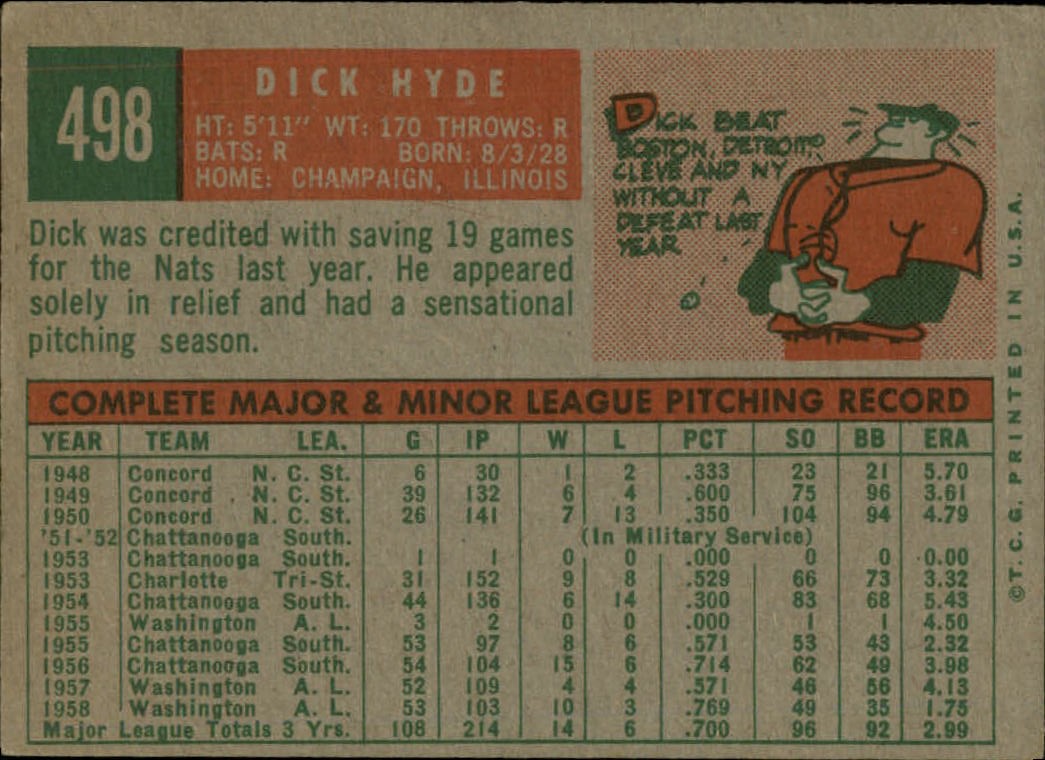 498
DICK HYDE
HT: 5'11" WT: 170 THROWS: R
BATS: R BORN: 8/3/28
HOME: CHAMPAIGN, ILLINOIS
Dick was credited with saving 19 games
for the Nats last year. He appeared
solely in relief and had a sensational
pitching season.
DICK BEAT
BOSTON, DETROIT,
CLEVE AND NY
WITHOUT A
DEFEAT LAST
YEAR
COMPLETE MAJOR & MINOR LEAGUE PITCHING RECORD
YEAR TEAM LEA. G IP W L PCT SO BB ERA
1948 Concord N. C. St. 6 30 1 2 .333 23 21 5.70
1949 Concord N. C. St. 39 132 6 4 .600 75 96 3.61
1950 Concord N. C. St. 26 141 7 13 .350 104 94 4.79
'51-'52 Chattanooga South. (In Military Service)
1953 Chattanooga South. 1 1 0 0 .000 0 0 0.00
1953 Charlotte Tri-St. 31 152 9 8 .529 66 73 3.32
1954 Chattanooga South. 44 136 6 14 .300 83 68 5.43
1955 Washington A. L. 3 2 0 0 .000 1 1 4.50
1955 Chattanooga South. 53 97 8 6 .571 53 43 2.32
1956 Chattanooga South. 54 104 15 6 .714 62 49 3.98
1957 Washington A. L. 52 109 4 4 .571 46 56 4.13
1958 Washington A. L. 53 103 10 3 .769 49 35 1.75
Major League Totals 3 Yrs. 108 214 14 6 .700 96 92 2.99
© T. C. G. PRINTED IN U.S.A.